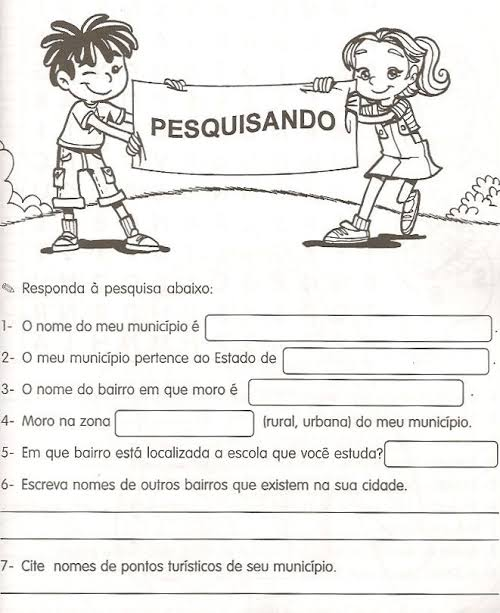 PESQUISANDO
✎ Responda à pesquisa abaixo:
1- O nome do meu município é .
2- O meu município pertence ao Estado de .
3- O nome do bairro em que moro é .
4- Moro na zona (rural, urbana) do meu município.
5- Em que bairro está localizada a escola que você estuda?
6- Escreva nomes de outros bairros que existem na sua cidade.
7- Cite nomes de pontos turísticos de seu município.